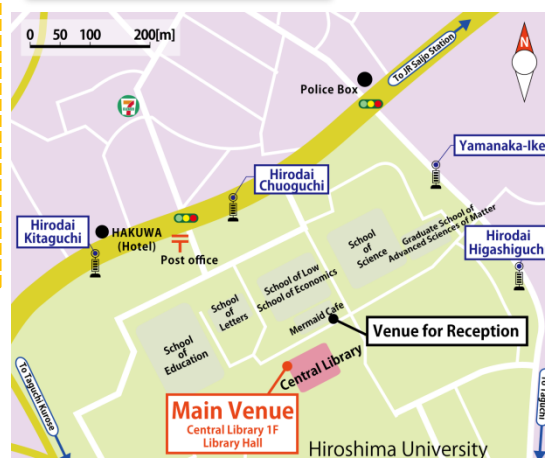 0 100 200[m]
N
To JR Saijo Station
Police Box
7
Yamanaka-Ike
Hirodai
Chuoguchi
Hirodai
Kitaguchi
HAKUWA
(Hotel)
〒
Post office
Hirodai
Higashiguchi
School
of
Science
Graduate School of
Advanced Sciences of Matter
School of Low
School of Economics
School
of
Letters
School
of
Education
Mermaid Cafe
Venue for Reception
Central Library
Main Venue
Central Library 1F
Library Hall
To Taguchi Kurose
To Taguchi
Hiroshima University